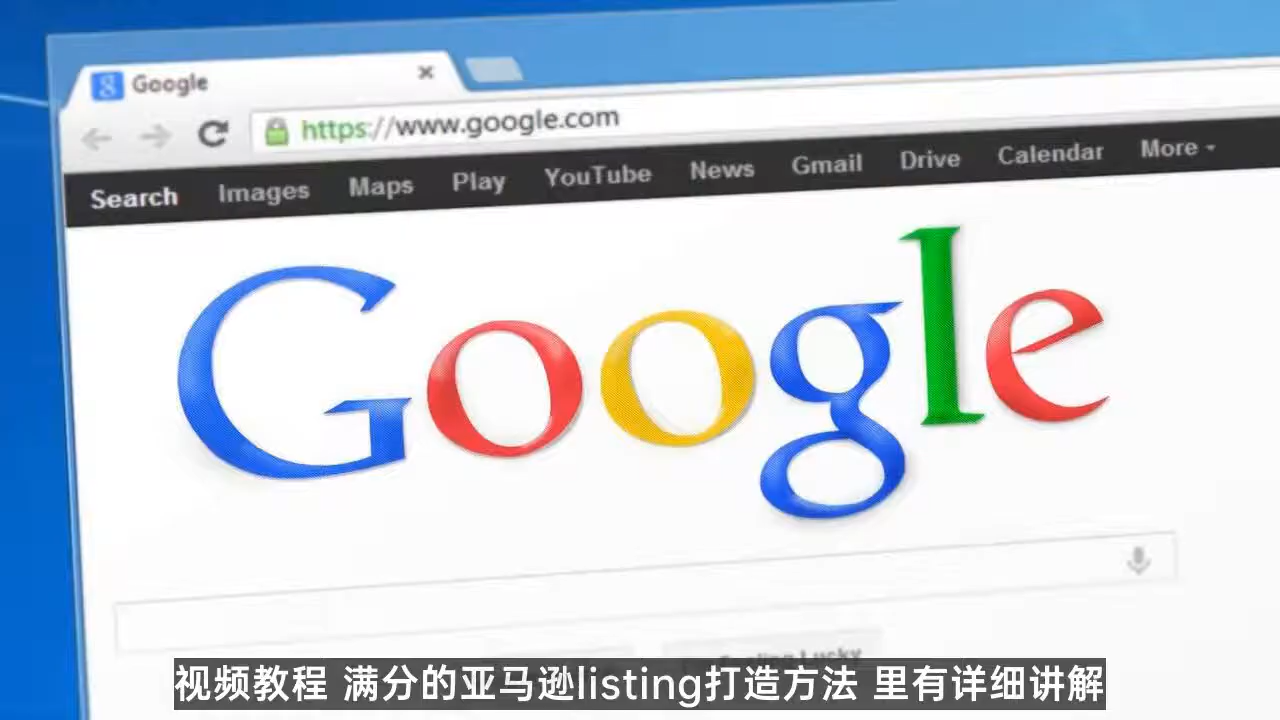 Google
https://www.google.com
Search Images Maps Play YouTube News Gmail Drive Calendar More
Google
Lucky
视频教程 满分的亚马逊listing打造方法 里有详细讲解